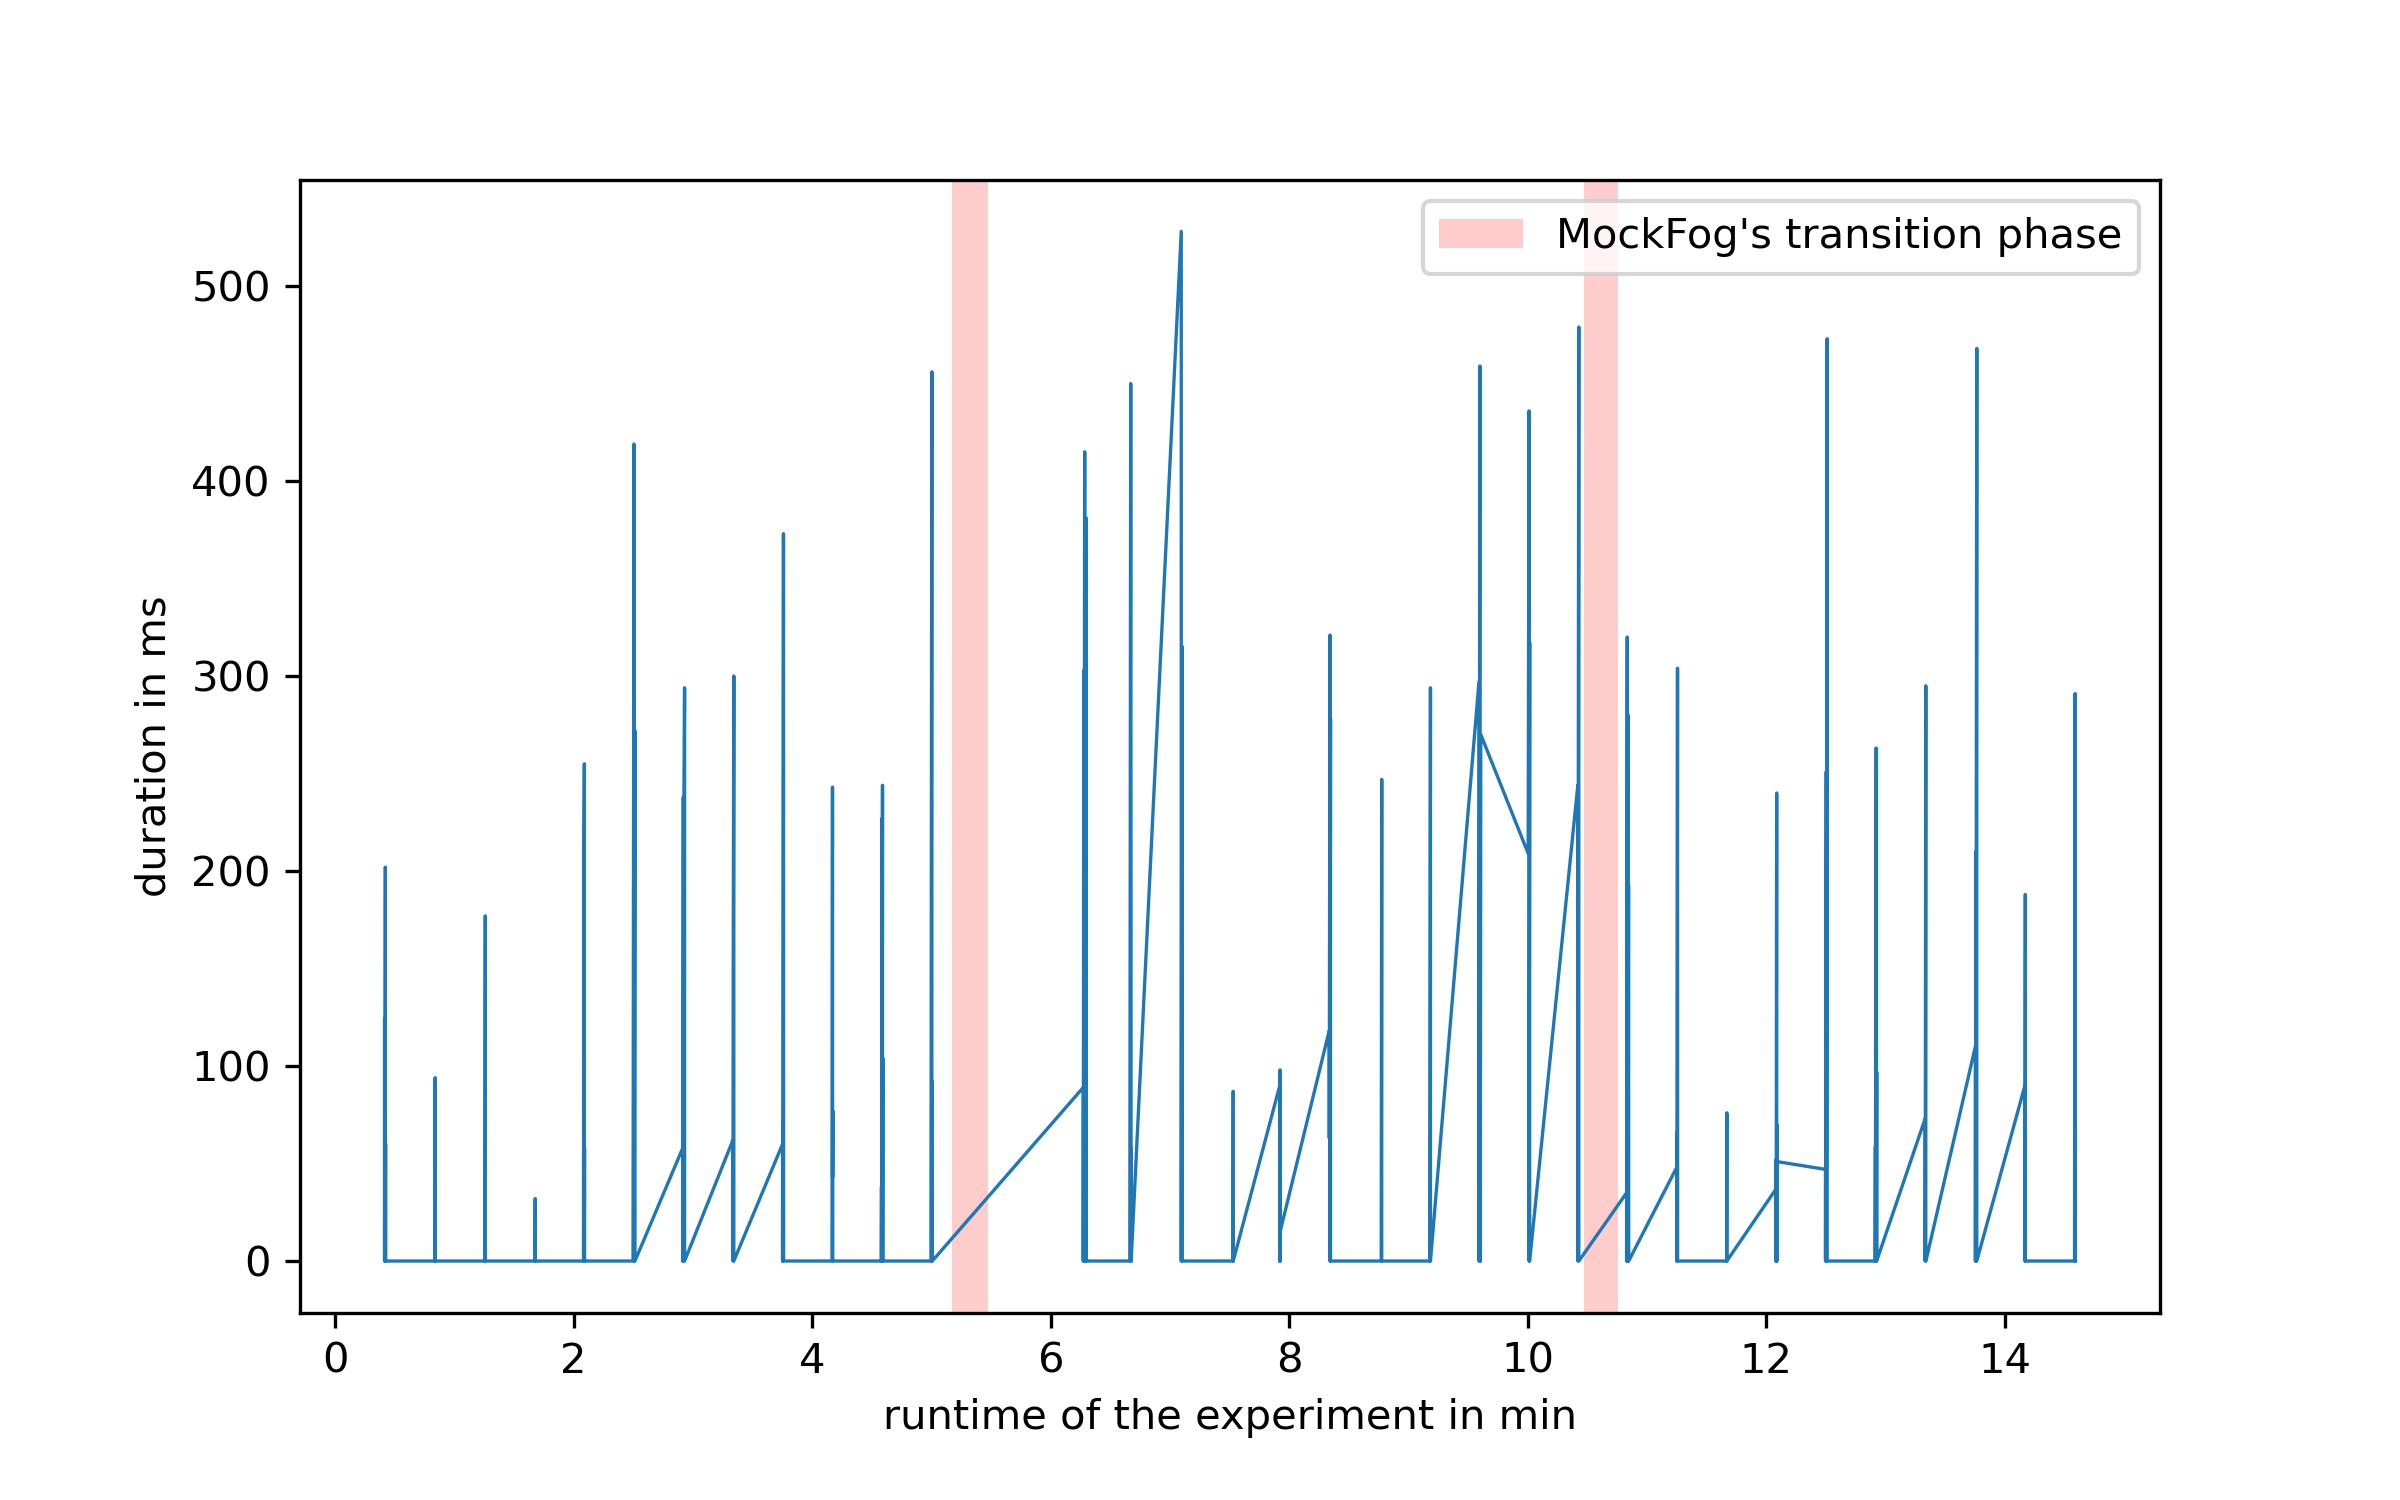 MockFog's transition phase
duration in ms
500
400
300
200
100
0
0 2 4 6 8 10 12 14
runtime of the experiment in min